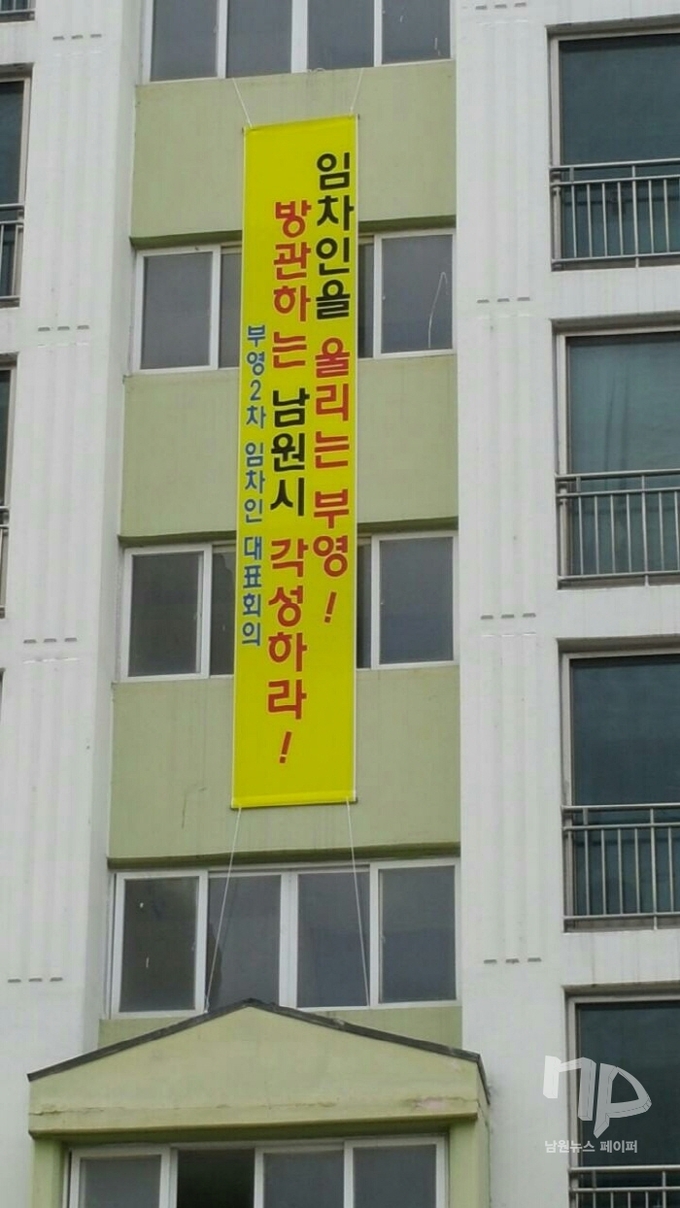 임차인을 울리는 부영!
방관하는 남원시 각성하라!
부영2차 임차인 대표회의
np
남원뉴스 페이퍼